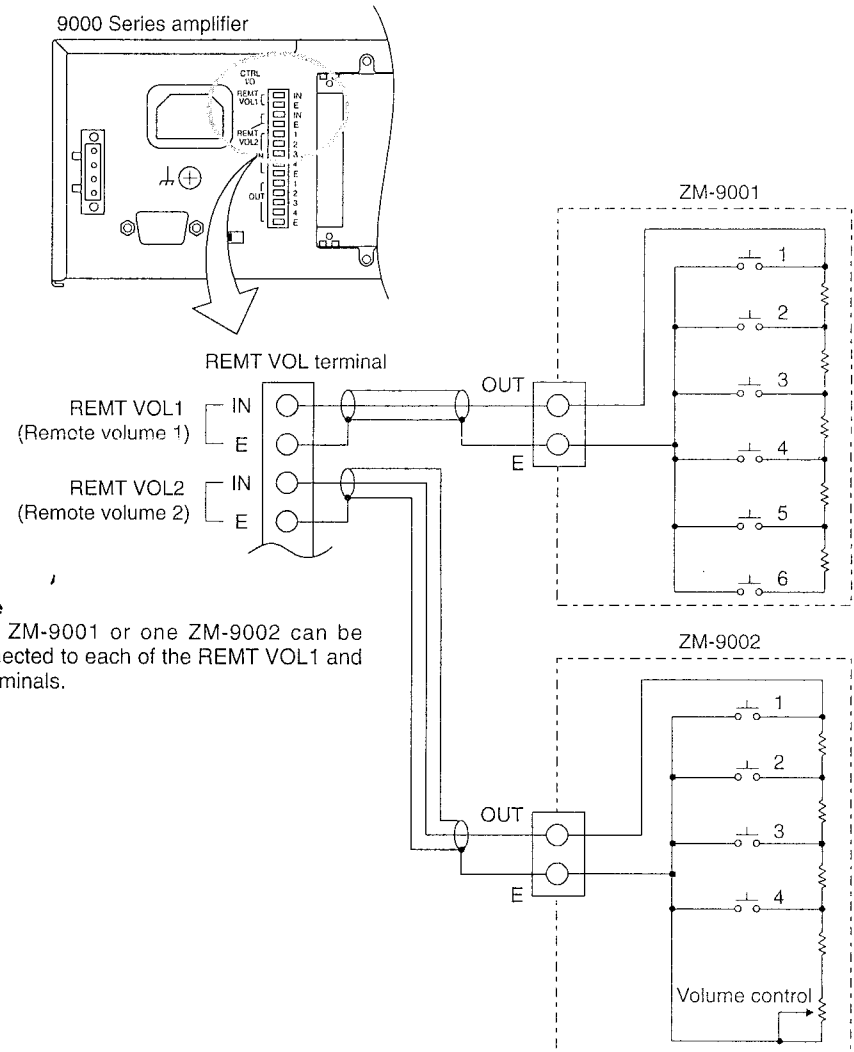 9000 Series amplifier
CTRL
I/O
REMT
VOL1
REMT
VOL2
IN
OUT
IN
E
IN
E
1
2
3
4
E
1
2
3
4
E
REMT VOL terminal
REMT VOL1
(Remote volume 1)
IN
E
REMT VOL2
(Remote volume 2)
IN
E
OUT
E
ZM-9001
1
2
3
4
5
6
e
ZM-9001 or one ZM-9002 can be
nected to each of the REMT VOL1 and
rminals.
ZM-9002
OUT
E
1
2
3
4
Volume control